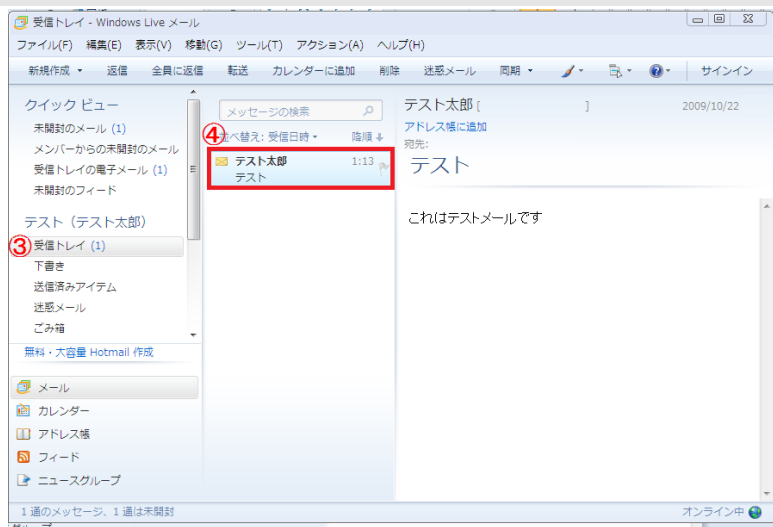 受信トレイ - Windows Live メール
ファイル(F) 編集(E) 表示(V) 移動(G) ツール(T) アクション(A) ヘルプ(H)
新規作成 返信 全員に返信 転送 カレンダーに追加 削除 迷惑メール 同期 サインイン
クイック ビュー
未開封のメール (1)
メンバーからの未開封のメール
受信トレイの電子メール (1)
未開封のフィード
テスト（テスト太郎）
③ 受信トレイ (1)
下書き
送信済みアイテム
迷惑メール
ごみ箱
無料・大容量 Hotmail 作成
メール
カレンダー
アドレス帳
フィード
ニュースグループ
メッセージの検索
④ 並べ替え: 受信日時 降順
テスト太郎 1:13
テスト
テスト太郎 [ ] 2009/10/22
アドレス帳に追加
宛先:
テスト
これはテストメールです
1 通のメッセージ、1 通は未開封 オンライン中